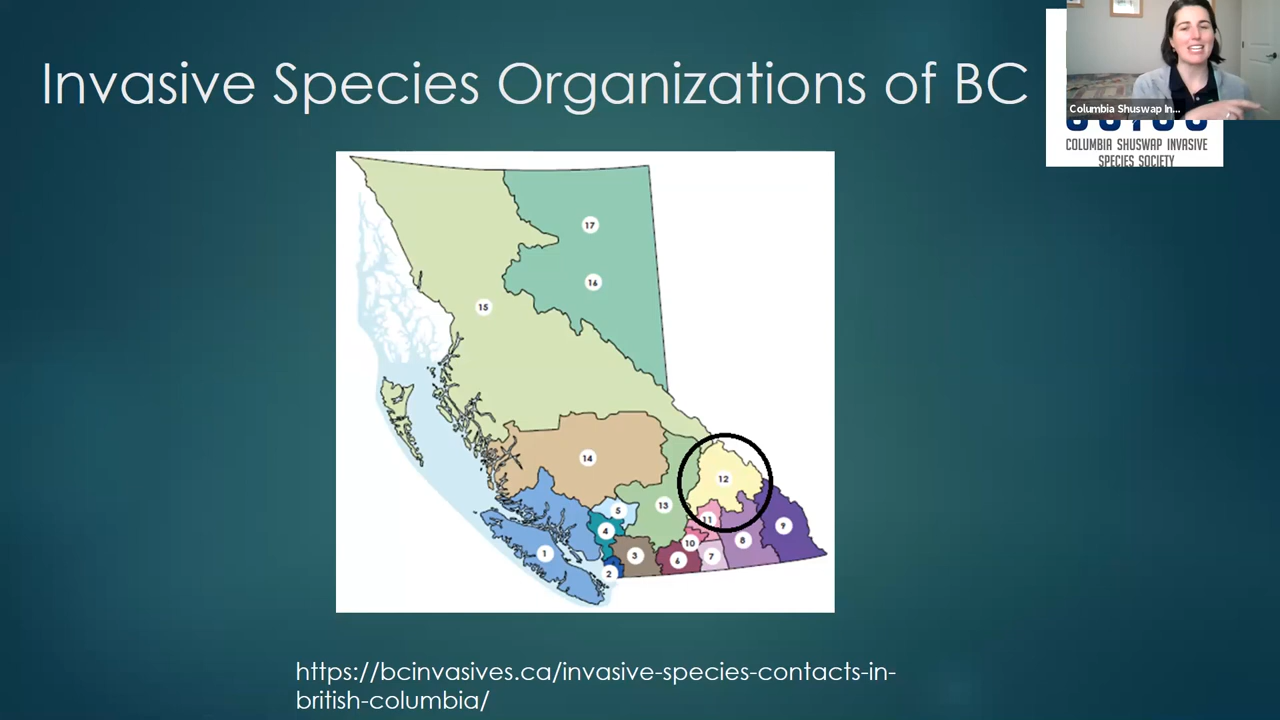 Invasive Species Organizations of BC
Columbia Shuswap In...
COLUMBIA SHUSWAP INVASIVE
SPECIES SOCIETY
17
16
15
14
12
13
5
11
4
9
1
3
10
8
6
7
2
https://bcinvasives.ca/invasive-species-contacts-in-
british-columbia/